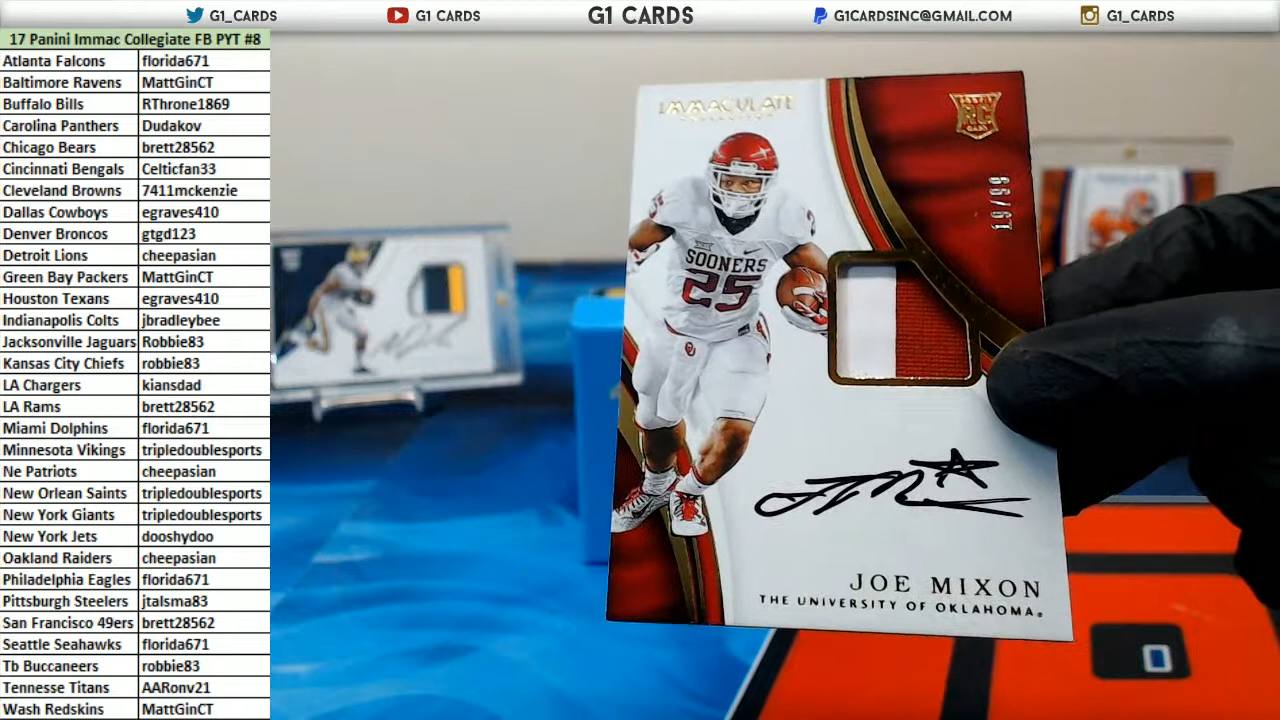 G1_CARDS
G1 CARDS
G1 CARDS
G1CARDSINC@GMAIL.COM
G1_CARDS
17 Panini Immac Collegiate FB PYT #8
Atlanta Falcons florida671
Baltimore Ravens MattGinCT
Buffalo Bills RThrone1869
Carolina Panthers Dudakov
Chicago Bears brett28562
Cincinnati Bengals Celticfan33
Cleveland Browns 7411mckenzie
Dallas Cowboys egraves410
Denver Broncos gtgd123
Detroit Lions cheepasian
Green Bay Packers MattGinCT
Houston Texans egraves410
Indianapolis Colts jbradleybee
Jacksonville Jaguars Robbie83
Kansas City Chiefs robbie83
LA Chargers kiansdad
LA Rams brett28562
Miami Dolphins florida671
Minnesota Vikings tripledoublesports
Ne Patriots cheepasian
New Orlean Saints tripledoublesports
New York Giants tripledoublesports
New York Jets dooshydoo
Oakland Raiders cheepasian
Philadelphia Eagles florida671
Pittsburgh Steelers jtalsma83
San Francisco 49ers brett28562
Seattle Seahawks florida671
Tb Buccaneers robbie83
Tennesse Titans AARonv21
Wash Redskins MattGinCT
IMMACULATE
COLLECTION
RC
SOONERS
25
JOE MIXON
THE UNIVERSITY OF OKLAHOMA®